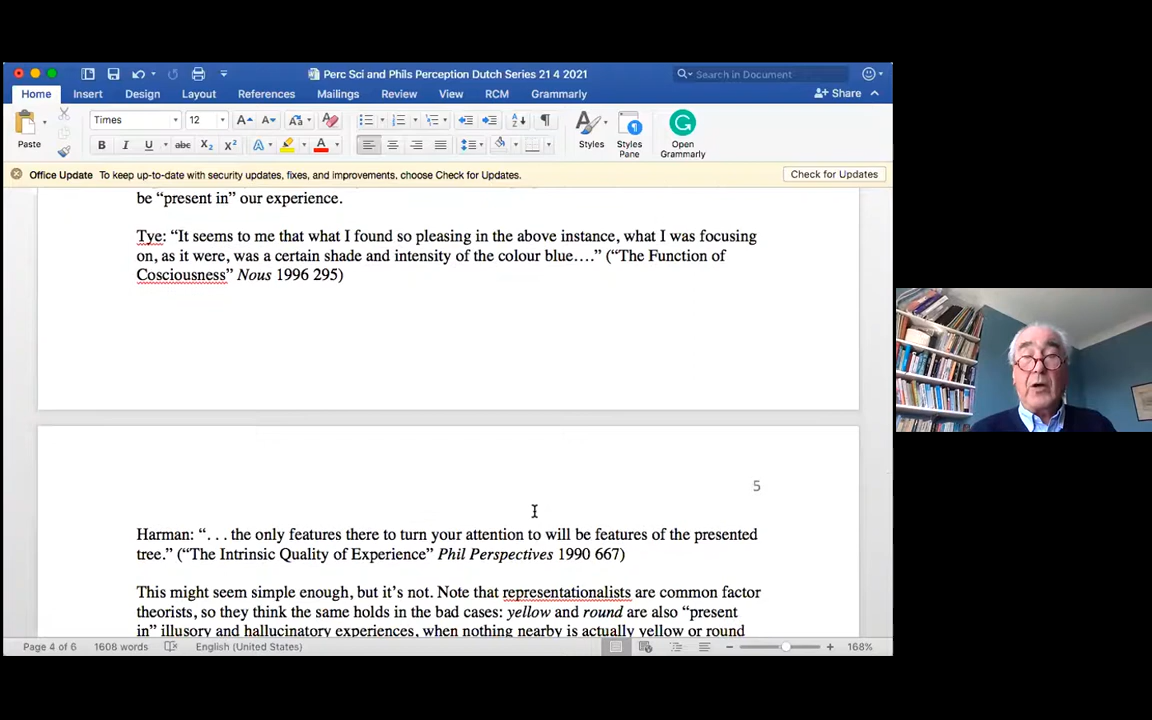 Perc Sci and Phils Perception Dutch Series 21 4 2021
Search in Document
Home Insert Design Layout References Mailings Review View RCM Grammarly
Share
Paste
Times 12
B I U abc X2 X2
Styles
Styles Pane
Open Grammarly
Office Update To keep up-to-date with security updates, fixes, and improvements, choose Check for Updates.
Check for Updates
be “present in” our experience.
Tye: “It seems to me that what I found so pleasing in the above instance, what I was focusing
on, as it were, was a certain shade and intensity of the colour blue….” (“The Function of
Cosciousness” Nous 1996 295)
5
Harman: “. . . the only features there to turn your attention to will be features of the presented
tree.” (“The Intrinsic Quality of Experience” Phil Perspectives 1990 667)
This might seem simple enough, but it’s not. Note that representationalists are common factor
theorists, so they think the same holds in the bad cases: yellow and round are also “present
in” illusory and hallucinatory experiences, when nothing nearby is actually yellow or round
Page 4 of 6 1608 words English (United States)
168%